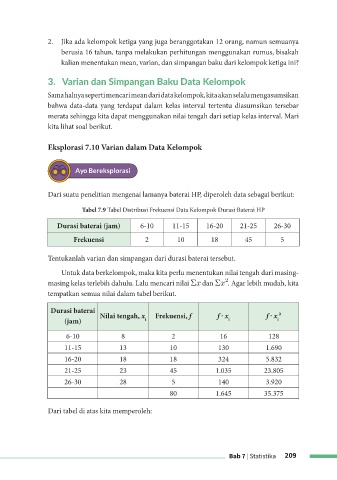 2. Jika ada kelompok ketiga yang juga beranggotakan 12 orang, namun semuanya
berusia 16 tahun, tanpa melakukan perhitungan menggunakan rumus, bisakah
kalian menentukan mean, varian, dan simpangan baku dari kelompok ketiga ini?
3. Varian dan Simpangan Baku Data Kelompok
Sama halnya seperti mencari mean dari data kelompok, kita akan selalu mengasumsikan
bahwa data-data yang terdapat dalam kelas interval tertentu diasumsikan tersebar
merata sehingga kita dapat menggunakan nilai tengah dari setiap kelas interval. Mari
kita lihat soal berikut.
Eksplorasi 7.10 Varian dalam Data Kelompok
Ayo Bereksplorasi
Dari suatu penelitian mengenai lamanya baterai HP, diperoleh data sebagai berikut:
Tabel 7.9 Tabel Distribusi Frekuensi Data Kelompok Durasi Baterai HP
Durasi baterai (jam) 6-10 11-15 16-20 21-25 26-30
Frekuensi 2 10 18 45 5
Tentukanlah varian dan simpangan dari durasi baterai tersebut.
Untuk data berkelompok, maka kita perlu menentukan nilai tengah dari masing-
masing kelas terlebih dahulu. Lalu mencari nilai Σx dan Σx². Agar lebih mudah, kita
tempatkan semua nilai dalam tabel berikut.
Durasi baterai (jam) Nilai tengah, xᵢ Frekuensi, f f · xᵢ f · xᵢ²
6-10 8 2 16 128
11-15 13 10 130 1.690
16-20 18 18 324 5.832
21-25 23 45 1.035 23.805
26-30 28 5 140 3.920
80 1.645 35.375
Dari tabel di atas kita memperoleh:
Bab 7 | Statistika 209